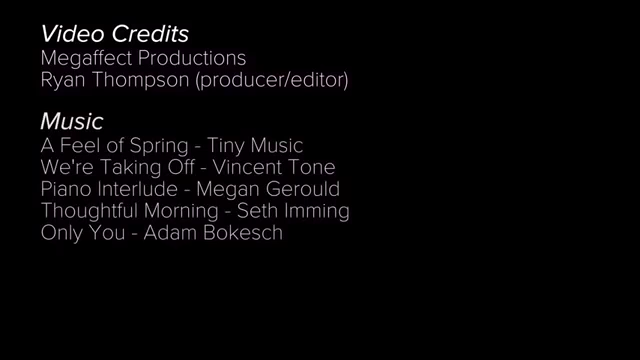 Video Credits
Megaffect Productions
Ryan Thompson (producer/editor)
Music
A Feel of Spring - Tiny Music
We're Taking Off - Vincent Tone
Piano Interlude - Megan Gerould
Thoughtful Morning - Seth Imming
Only You - Adam Bokesch